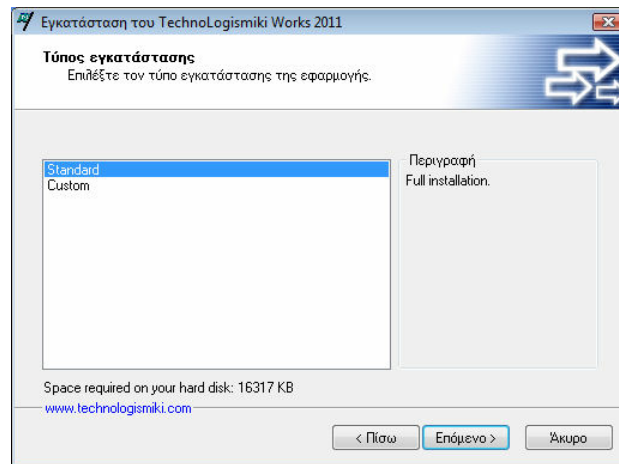 Εγκατάσταση του TechnoLogismiki Works 2011
Τύπος εγκατάστασης
Επιλέξτε τον τύπο εγκατάστασης της εφαρμογής.
Standard
Custom
Περιγραφή
Full installation.
Space required on your hard disk: 16317 KB
www.technologismiki.com
< Πίσω
Επόμενο >
Άκυρο